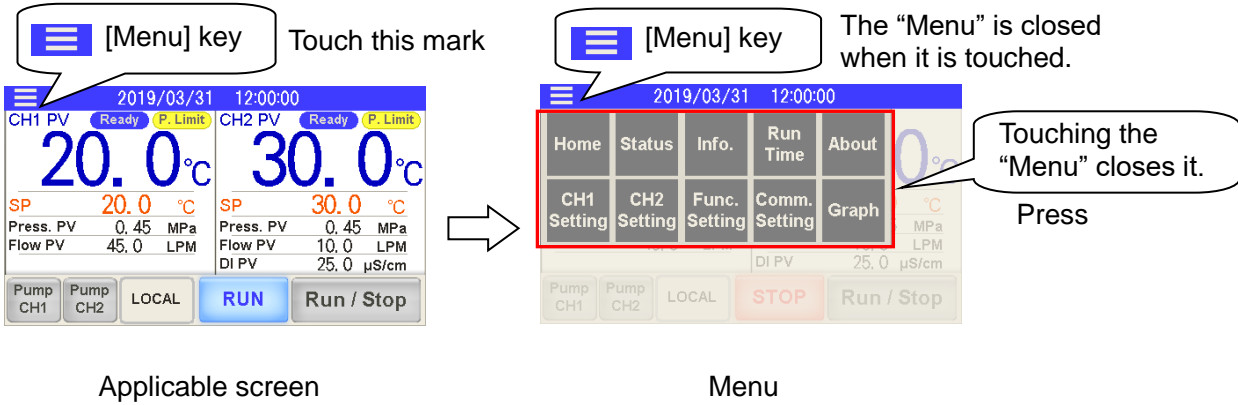 [Menu] key
Touch this mark
2019/03/31 12:00:00
CH1 PV Ready P. Limit
20. 0 °C
SP 20. 0 °C
Press. PV 0, 45 MPa
Flow PV 45, 0 LPM
CH2 PV Ready P. Limit
30. 0 °C
SP 30. 0 °C
Press. PV 0, 45 MPa
Flow PV 10, 0 LPM
DI PV 25, 0 µS/cm
Pump CH1
Pump CH2
LOCAL
RUN
Run / Stop
Applicable screen
[Menu] key
The “Menu” is closed
when it is touched.
2019/03/31 12:00:00
Home
Status
Info.
Run
Time
About
CH1
Setting
CH2
Setting
Func.
Setting
Comm.
Setting
Graph
0 °C
°C
MPa
LPM
DI PV 25, 0 µS/cm
Pump CH1
Pump CH2
LOCAL
STOP
Run / Stop
Touching the
“Menu” closes it.
Press
Menu